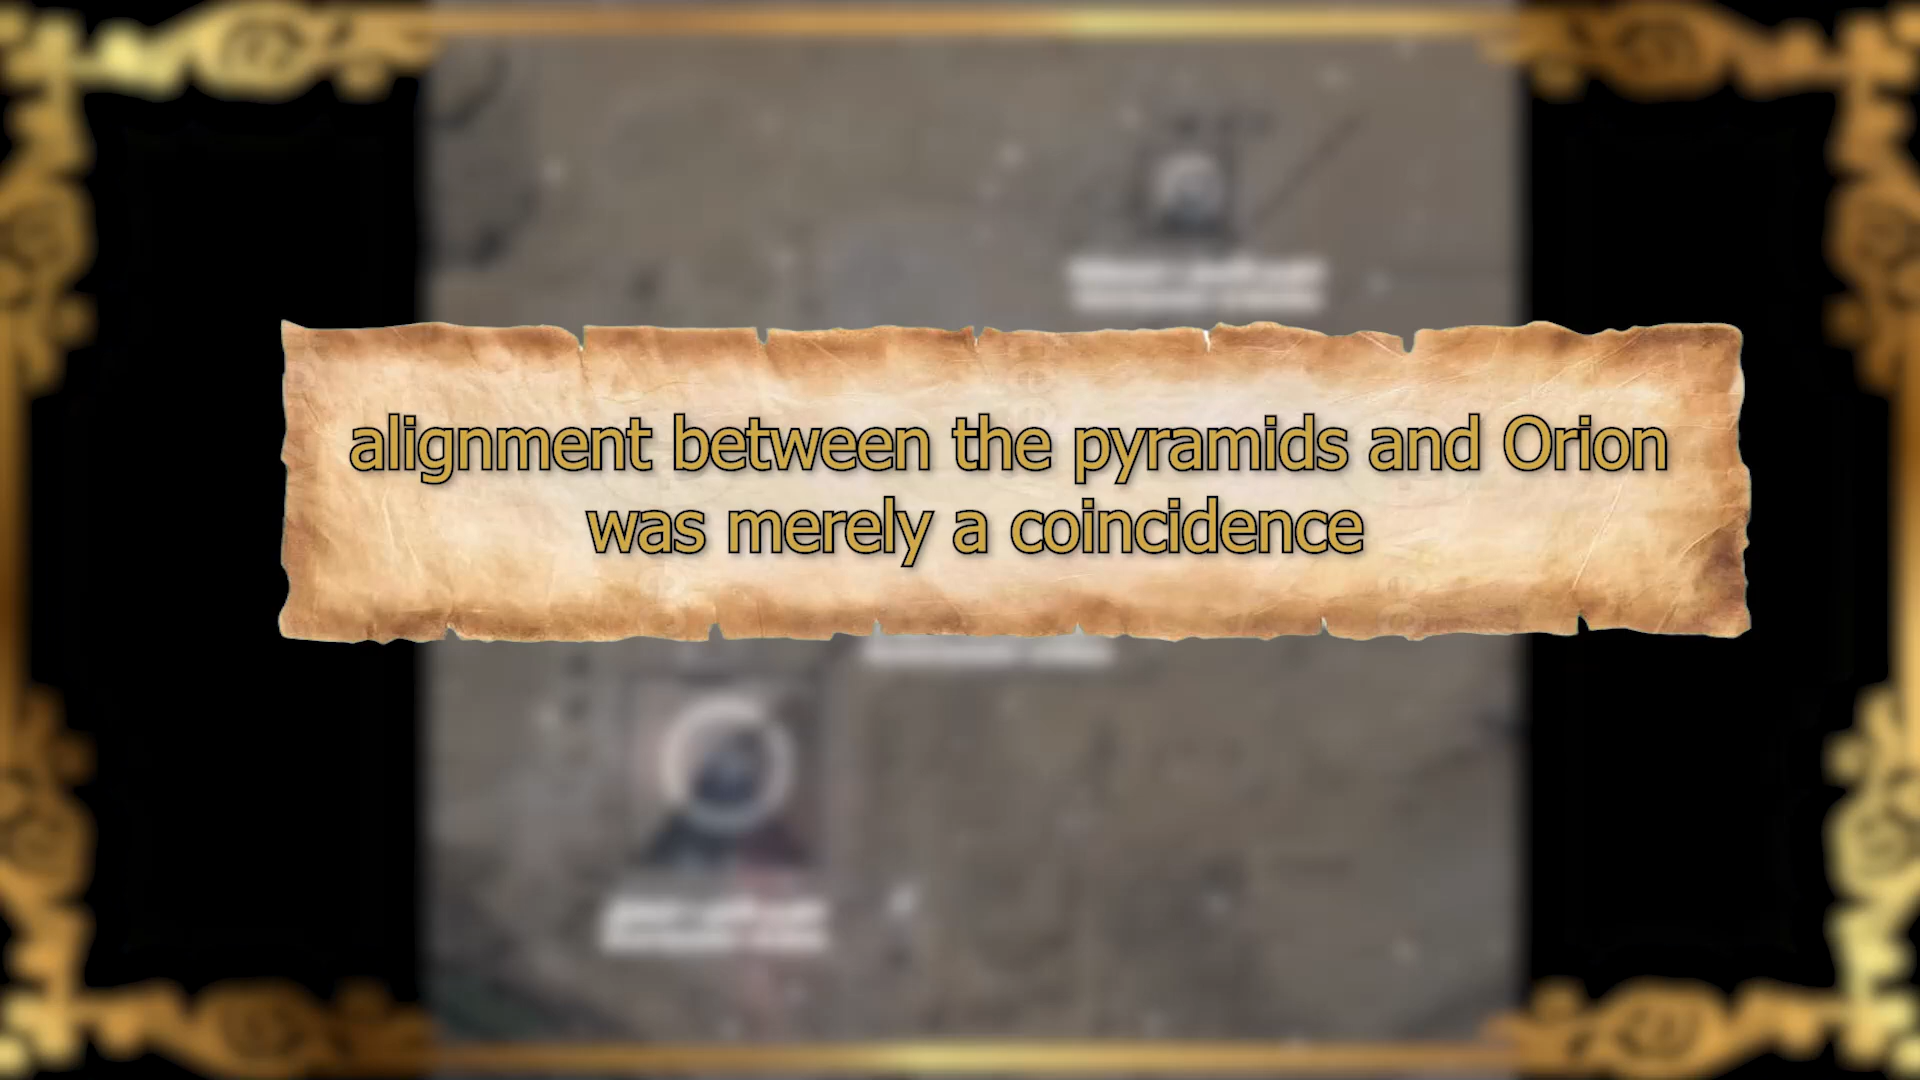 alignment between the pyramids and Orion
was merely a coincidence